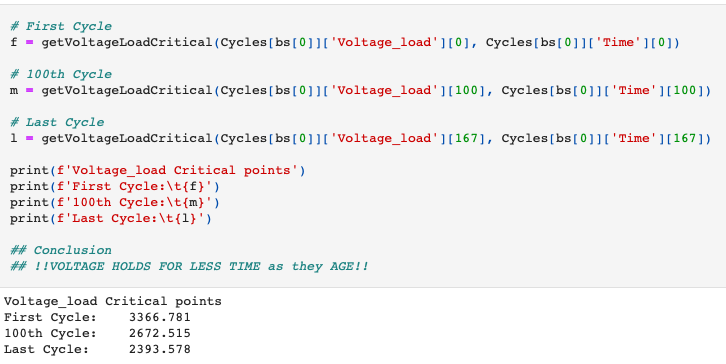 # First Cycle
f = getVoltageLoadCritical(Cycles[bs[0]]['Voltage_load'][0], Cycles[bs[0]]['Time'][0])
# 100th Cycle
m = getVoltageLoadCritical(Cycles[bs[0]]['Voltage_load'][100], Cycles[bs[0]]['Time'][100])
# Last Cycle
l = getVoltageLoadCritical(Cycles[bs[0]]['Voltage_load'][167], Cycles[bs[0]]['Time'][167])
print(f'Voltage_load Critical points')
print(f'First Cycle:\t{f}')
print(f'100th Cycle:\t{m}')
print(f'Last Cycle:\t{l}')
## Conclusion
## !!VOLTAGE HOLDS FOR LESS TIME as they AGE!!
Voltage_load Critical points
First Cycle:    3366.781
100th Cycle:    2672.515
Last Cycle:     2393.578